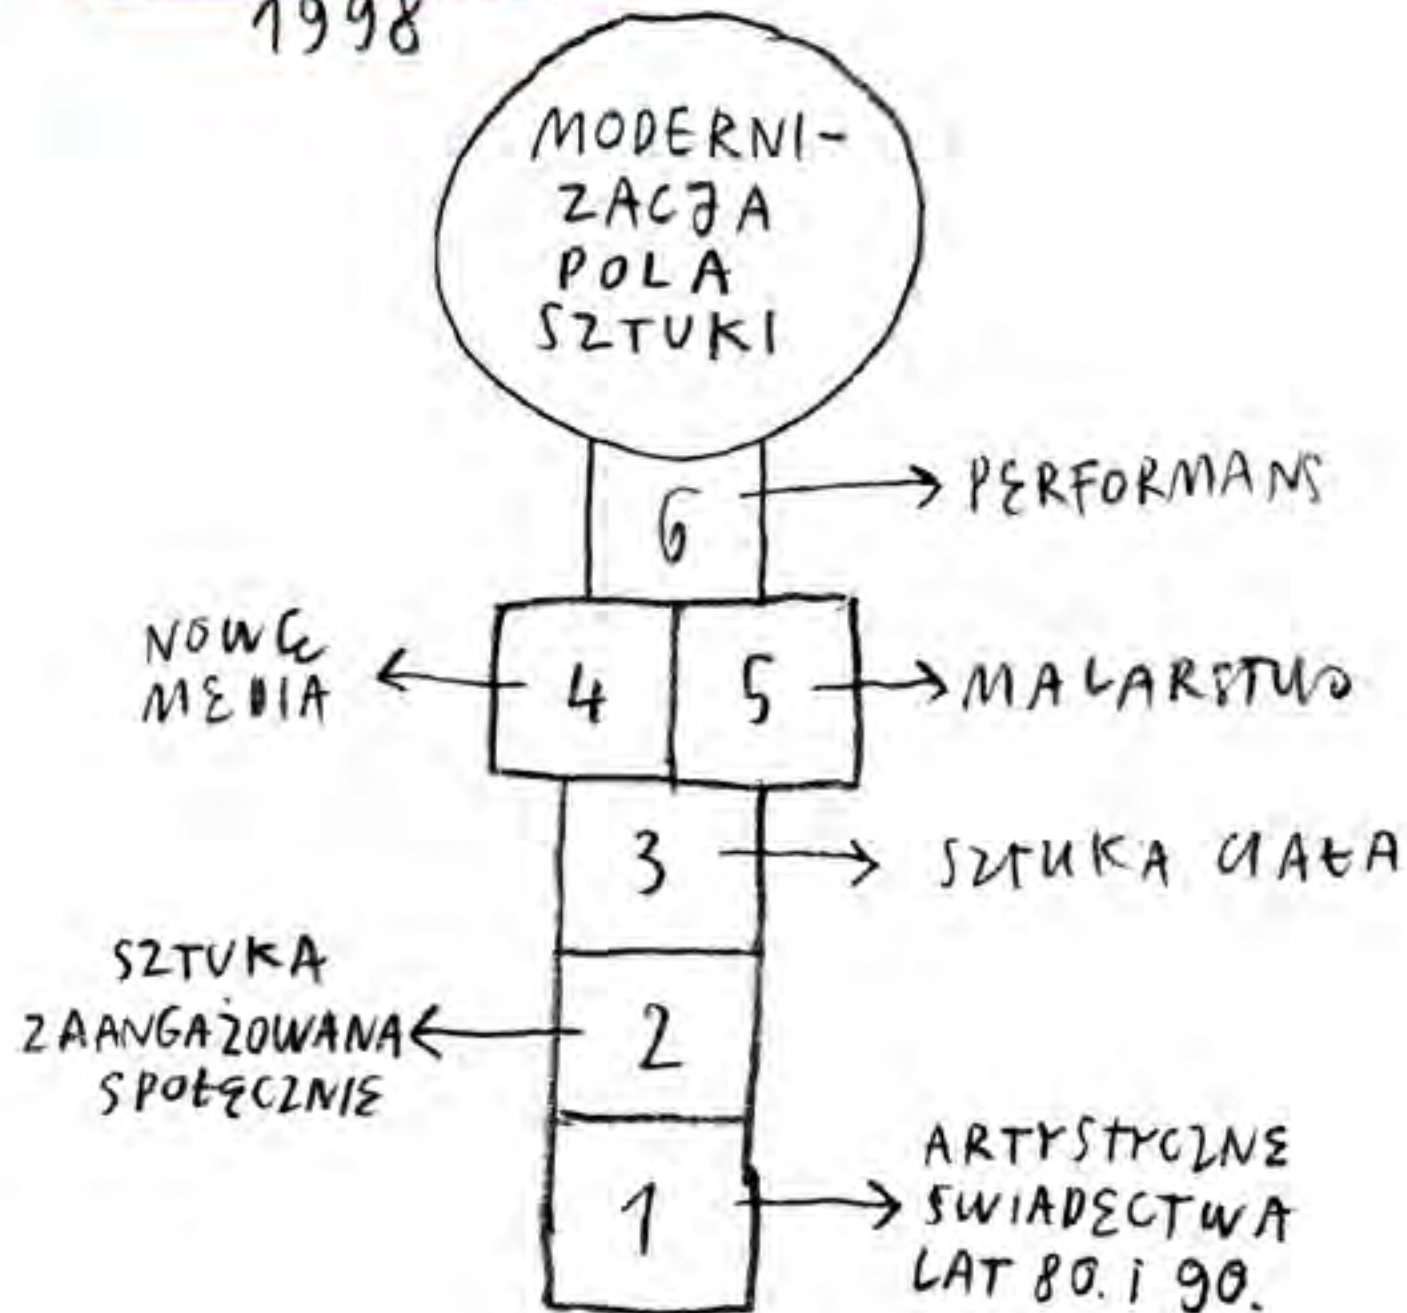 1998
MODERNI-
ZACJA
POLA
SZTUKI
6
PERFORMANS
NOWE
MEDIA
4
5
MALARSTWO
3
SZTUKA CIAŁA
SZTUKA
ZAANGAŻOWANA
SPOŁECZNIE
2
1
ARTYSTYCZNE
ŚWIADECTWA
LAT 80. i 90.